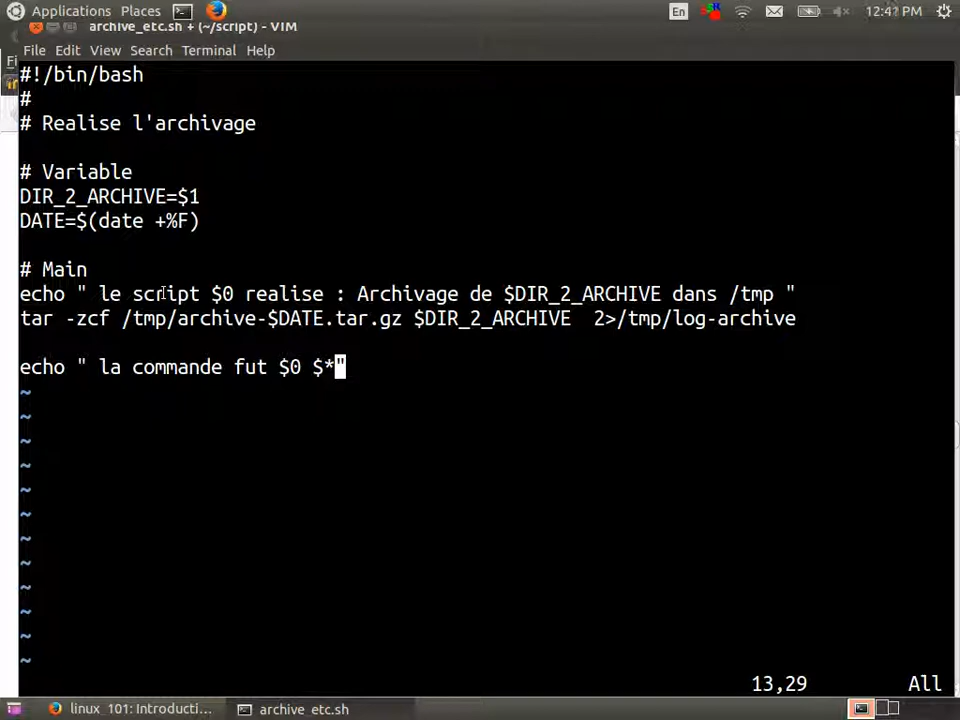 Applications Places En 12:41 PM
archive_etc.sh + (~/script) - VIM
File Edit View Search Terminal Help
#!/bin/bash
#
# Realise l'archivage
# Variable
DIR_2_ARCHIVE=$1
DATE=$(date +%F)
# Main
echo " le script $0 realise : Archivage de $DIR_2_ARCHIVE dans /tmp "
tar -zcf /tmp/archive-$DATE.tar.gz $DIR_2_ARCHIVE  2>/tmp/log-archive
echo " la commande fut $0 $*"
~
~
~
~
~
~
~
~
~
~
~
~
13,29 All
linux_101: Introducti... archive_etc.sh